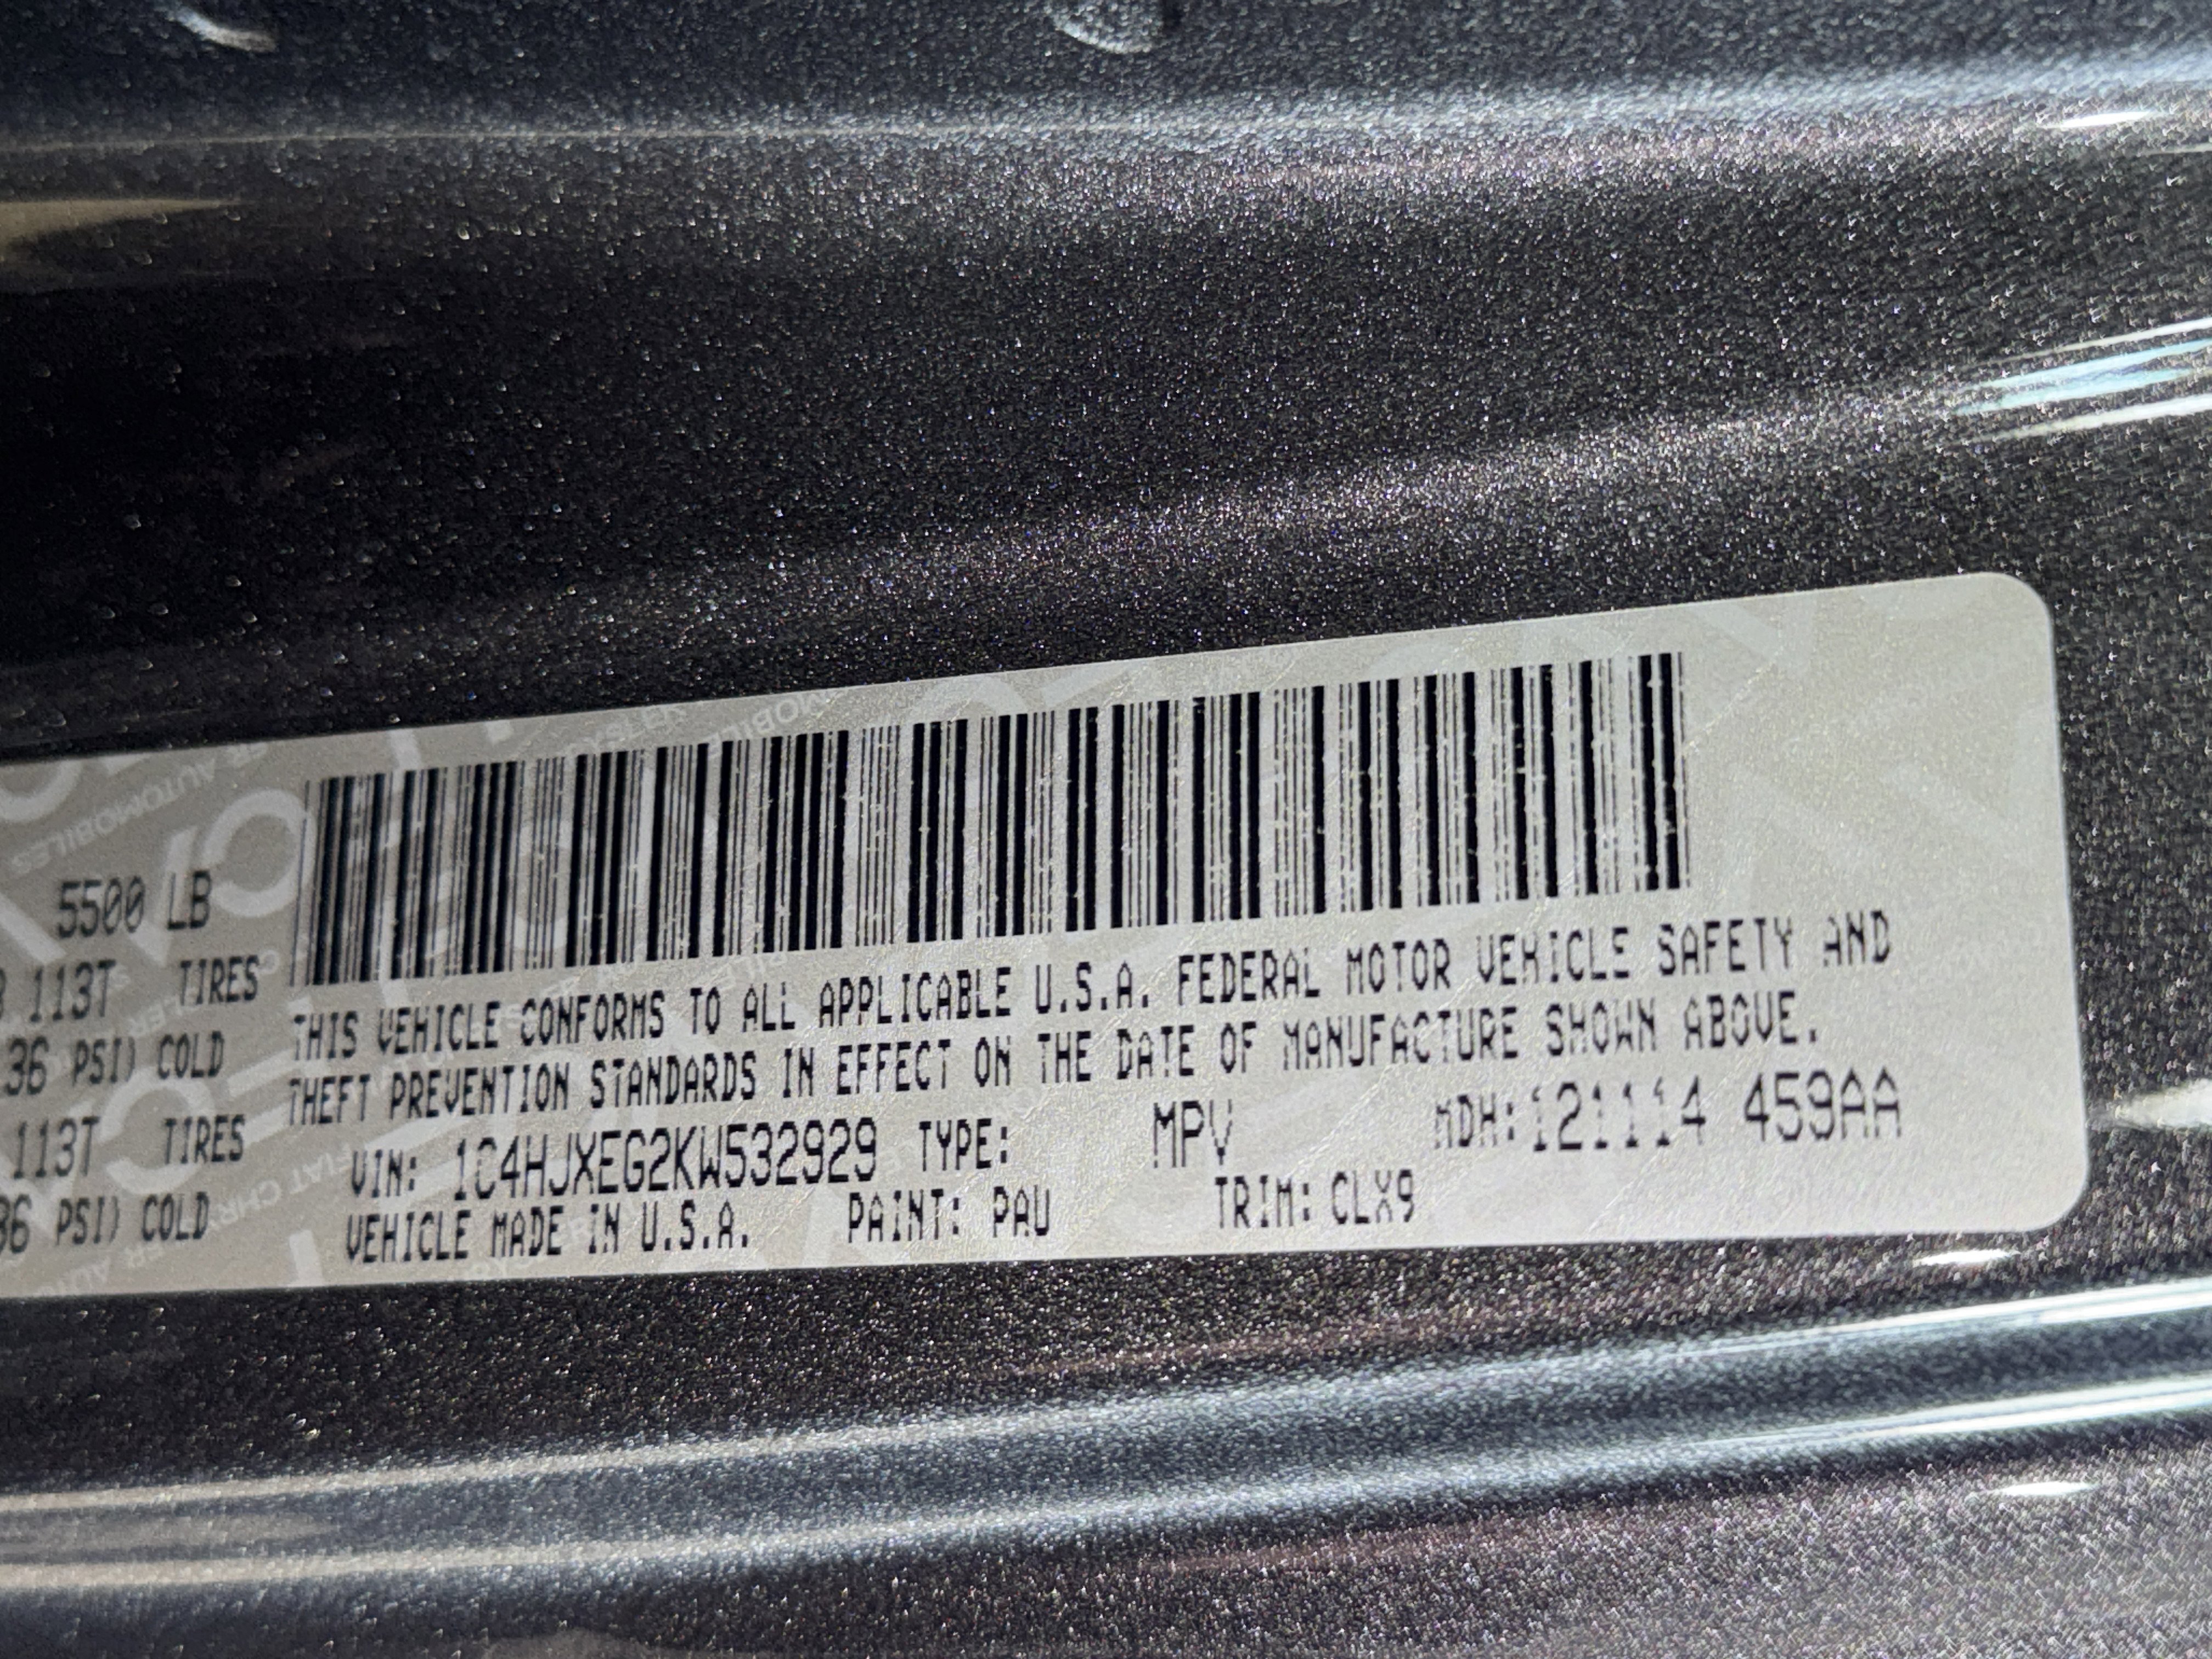 5500 LB
113T TIRES
36 PSI) COLD
113T TIRES
36 PSI) COLD
THIS VEHICLE CONFORMS TO ALL APPLICABLE U.S.A. FEDERAL MOTOR VEHICLE SAFETY AND
THEFT PREVENTION STANDARDS IN EFFECT ON THE DATE OF MANUFACTURE SHOWN ABOVE.
VIN: 1C4HJXEG2KW532929 TYPE: MPV MDH:121114 459AA
VEHICLE MADE IN U.S.A. PAINT: PAU TRIM: CLX9